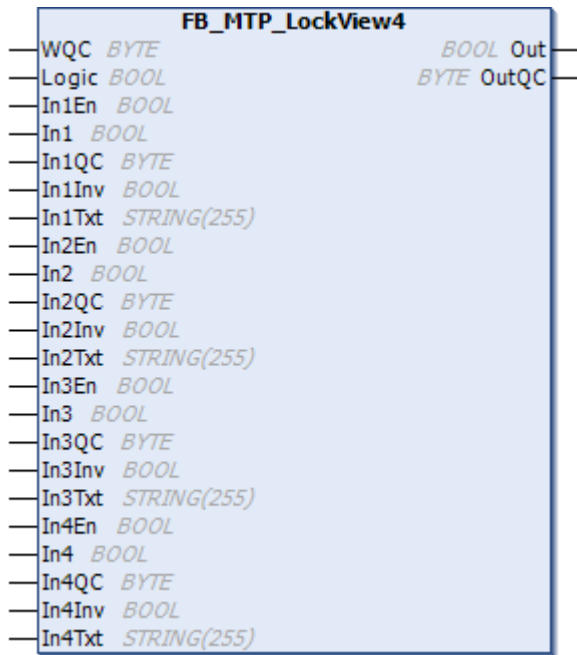 FB_MTP_LockView4
WQC BYTE BOOL Out
Logic BOOL BYTE OutQC
In1En BOOL
In1 BOOL
In1QC BYTE
In1Inv BOOL
In1Txt STRING(255)
In2En BOOL
In2 BOOL
In2QC BYTE
In2Inv BOOL
In2Txt STRING(255)
In3En BOOL
In3 BOOL
In3QC BYTE
In3Inv BOOL
In3Txt STRING(255)
In4En BOOL
In4 BOOL
In4QC BYTE
In4Inv BOOL
In4Txt STRING(255)